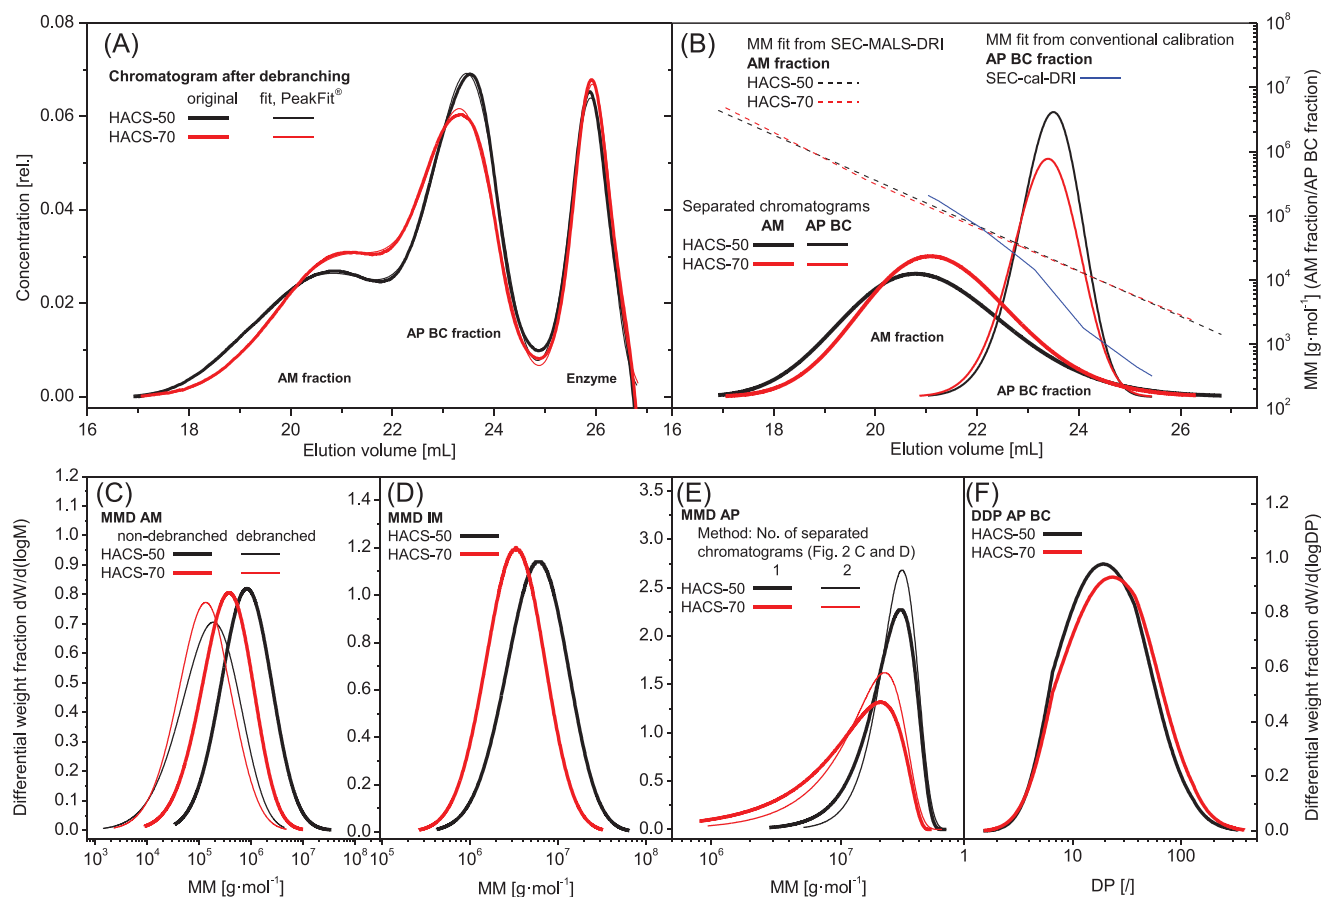 (A)
Chromatogram after debranching
original fit, PeakFit®
HACS-50
HACS-70
AM fraction
AP BC fraction
Enzyme
Concentration [rel.]
0.08
0.06
0.04
0.02
0.00
16 18 20 22 24 26
Elution volume [mL]
(B)
MM fit from SEC-MALS-DRI
AM fraction
HACS-50
HACS-70
MM fit from conventional calibration
AP BC fraction
SEC-cal-DRI
Separated chromatograms
AM AP BC
HACS-50
HACS-70
AM fraction
AP BC fraction
10⁸
10⁷
10⁶
10⁵
10⁴
10³
10²
MM [g·mol⁻¹] (AM fraction/AP BC fraction)
16 18 20 22 24 26
Elution volume [mL]
(C)
MMD AM
non-debranched debranched
HACS-50
HACS-70
Differential weight fraction dW/d(logM)
1.2
1.1
1.0
0.9
0.8
0.7
0.6
0.5
0.4
0.3
0.2
0.1
0.0
10³ 10⁴ 10⁵ 10⁶ 10⁷ 10⁸
MM [g·mol⁻¹]
(D)
MMD IM
HACS-50
HACS-70
1.4
1.2
1.0
0.8
0.6
0.4
0.2
0.0
10⁵ 10⁶ 10⁷ 10⁸
MM [g·mol⁻¹]
(E)
MMD AP
Method: No. of separated
chromatograms (Fig. 2 C and D)
1 2
HACS-50
HACS-70
3.5
3.0
2.5
2.0
1.5
1.0
0.5
0.0
10⁶ 10⁷
MM [g·mol⁻¹]
(F)
DDP AP BC
HACS-50
HACS-70
1.2
1.0
0.8
0.6
0.4
0.2
0.0
Differential weight fraction dW/d(logDP)
1 10 100
DP [/]